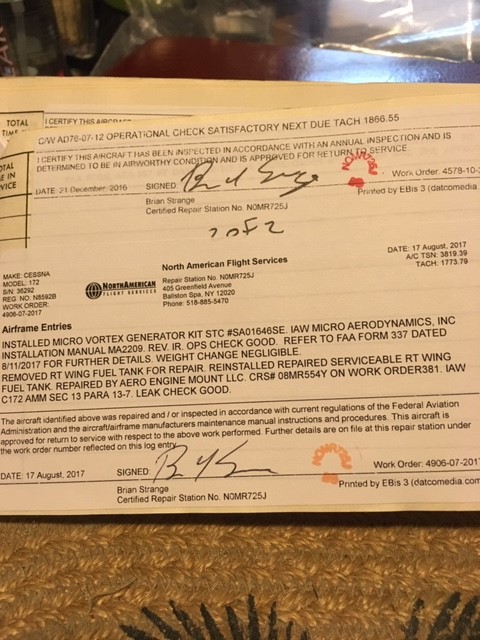 TOTAL
I CERTIFY THIS AIRCRAFT
C/W AD76-07-12 OPERATIONAL CHECK SATISFACTORY NEXT DUE TACH 1866.55
I CERTIFY THIS AIRCRAFT HAS BEEN INSPECTED IN ACCORDANCE WITH AN ANNUAL INSPECTION AND IS
DETERMINED TO BE IN AIRWORTHY CONDITION AND IS APPROVED FOR RETURN TO SERVICE.
DATE: 21 December, 2016 SIGNED: Work Order: 4578-10-
Brian Strange Printed by EBis 3 (datcomedia
Certified Repair Station No. N0MR725J
2 of 2
North American Flight Services
DATE: 17 August, 2017
A/C TSN: 3819.39
TACH: 1773.79
MAKE: CESSNA
MODEL: 172
S/N: 36292
REG. NO: N8592B
WORK ORDER:
4906-07-2017
NORTHAMERICAN
FLIGHT SERVICES
Repair Station No. N0MR725J
405 Greenfield Avenue
Ballston Spa, NY 12020
Phone: 518-885-5470
Airframe Entries
INSTALLED MICRO VORTEX GENERATOR KIT STC #SA01646SE. IAW MICRO AERODYNAMICS, INC
INSTALLATION MANUAL MA2209. REV. IR. OPS CHECK GOOD. REFER TO FAA FORM 337 DATED
8/11/2017 FOR FURTHER DETAILS. WEIGHT CHANGE NEGLIGIBLE.
REMOVED RT WING FUEL TANK FOR REPAIR. REINSTALLED REPAIRED SERVICEABLE RT WING
FUEL TANK. REPAIRED BY AERO ENGINE MOUNT LLC. CRS# 08MR554Y ON WORK ORDER381. IAW
C172 AMM SEC 13 PARA 13-7. LEAK CHECK GOOD.
The aircraft identified above was repaired and / or inspected in accordance with current regulations of the Federal Aviation
Administration and the aircraft/airframe manufacturers maintenance manual instructions and procedures. This aircraft is
approved for return to service with respect to the above work performed. Further details are on file at this repair station under
the work order number reflected on this log entry.
DATE: 17 August, 2017 SIGNED: Work Order: 4906-07-2017
Brian Strange Printed by EBis 3 (datcomedia.com
Certified Repair Station No. N0MR725J